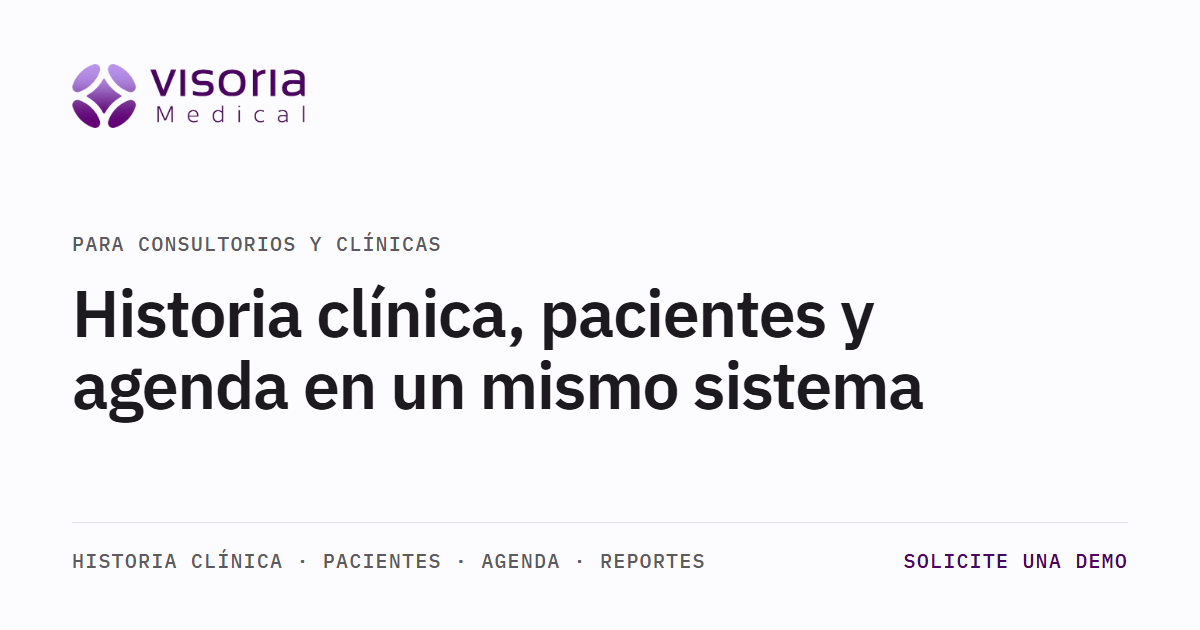 visoria
Medical
PARA CONSULTORIOS Y CLÍNICAS
Historia clínica, pacientes y
agenda en un mismo sistema
HISTORIA CLÍNICA · PACIENTES · AGENDA · REPORTES
SOLICITE UNA DEMO